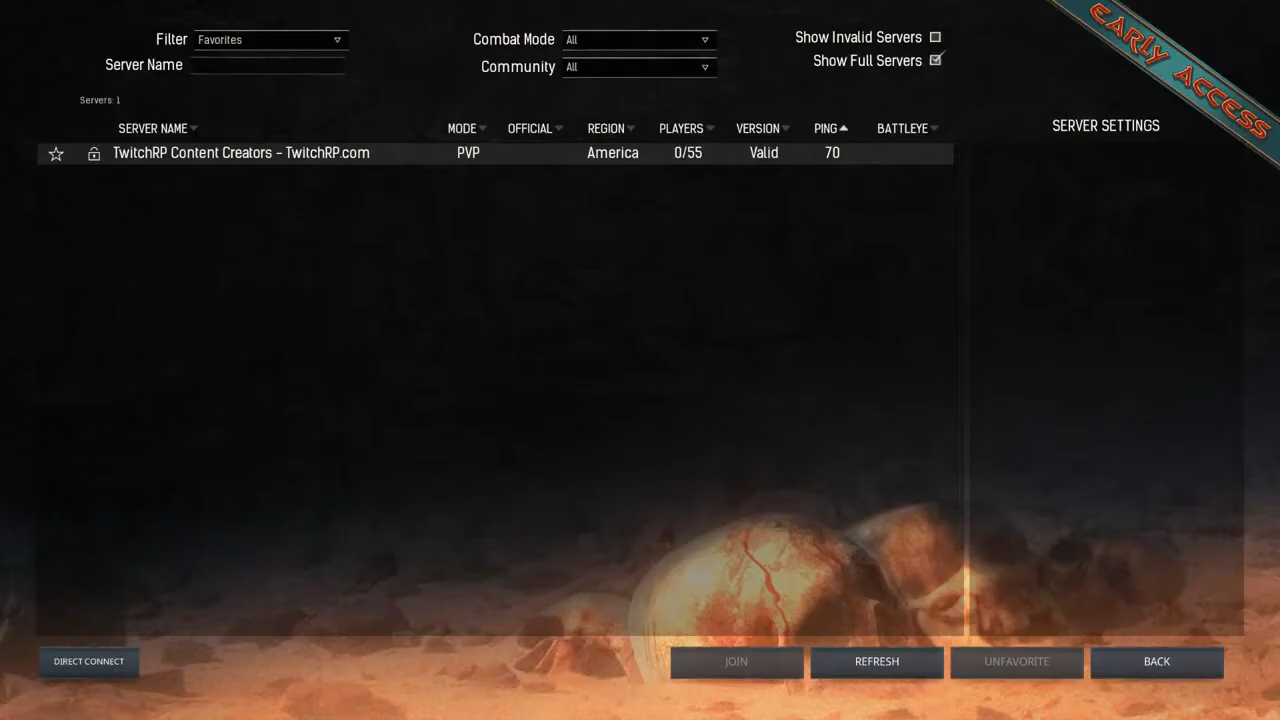 Filter Favorites
Server Name
Combat Mode All
Community All
Show Invalid Servers
Show Full Servers
EARLY ACCESS
Servers: 1
SERVER NAME MODE OFFICIAL REGION PLAYERS VERSION PING BATTLEYE
SERVER SETTINGS
TwitchRP Content Creators - TwitchRP.com PVP America 0/55 Valid 70
DIRECT CONNECT
JOIN
REFRESH
UNFAVORITE
BACK